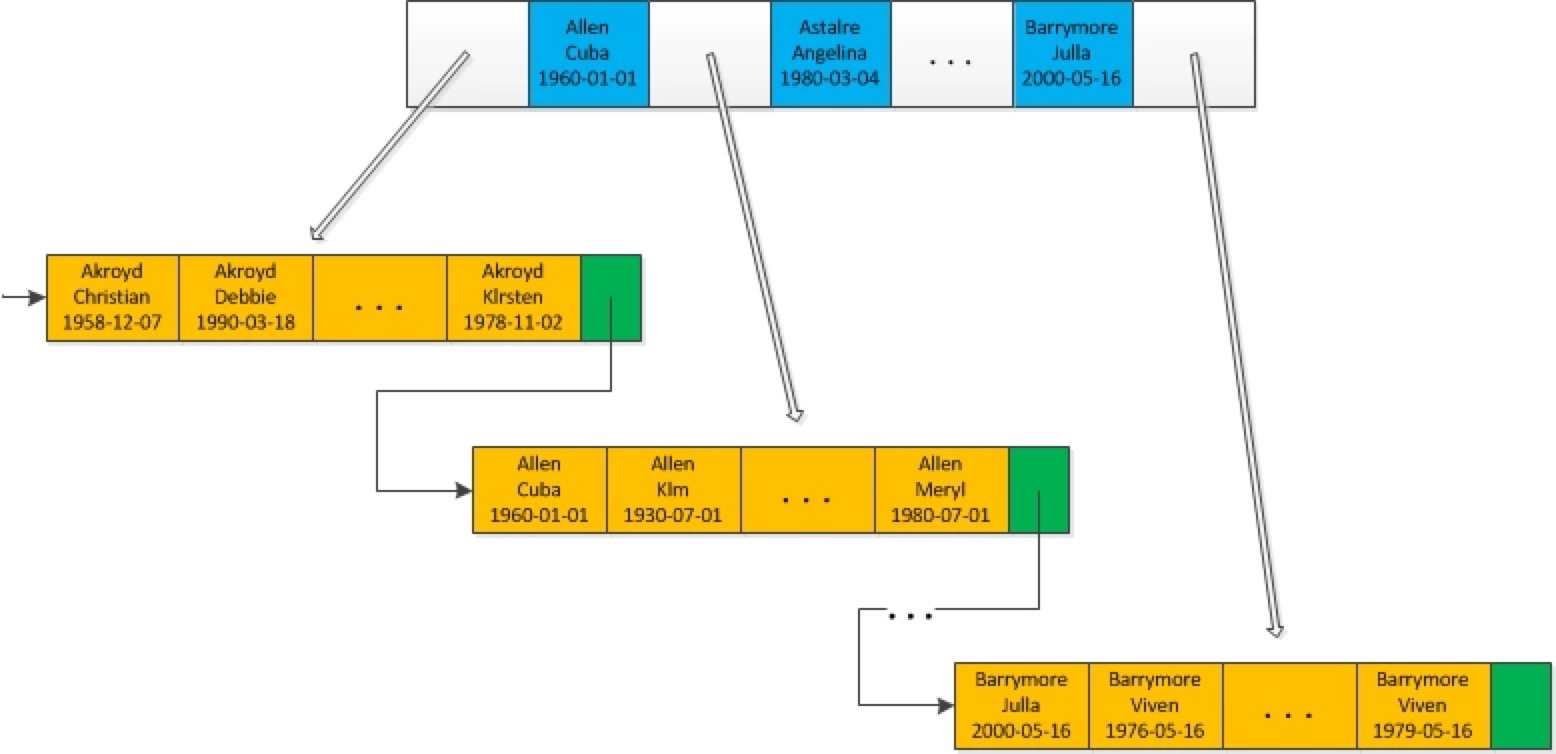 Allen
Cuba
1960-01-01
Astalre
Angelina
1980-03-04
...
Barrymore
Julla
2000-05-16
Akroyd
Christian
1958-12-07
Akroyd
Debbie
1990-03-18
...
Akroyd
Klrsten
1978-11-02
Allen
Cuba
1960-01-01
Allen
Klm
1930-07-01
...
Allen
Meryl
1980-07-01
...
Barrymore
Julla
2000-05-16
Barrymore
Viven
1976-05-16
...
Barrymore
Viven
1979-05-16